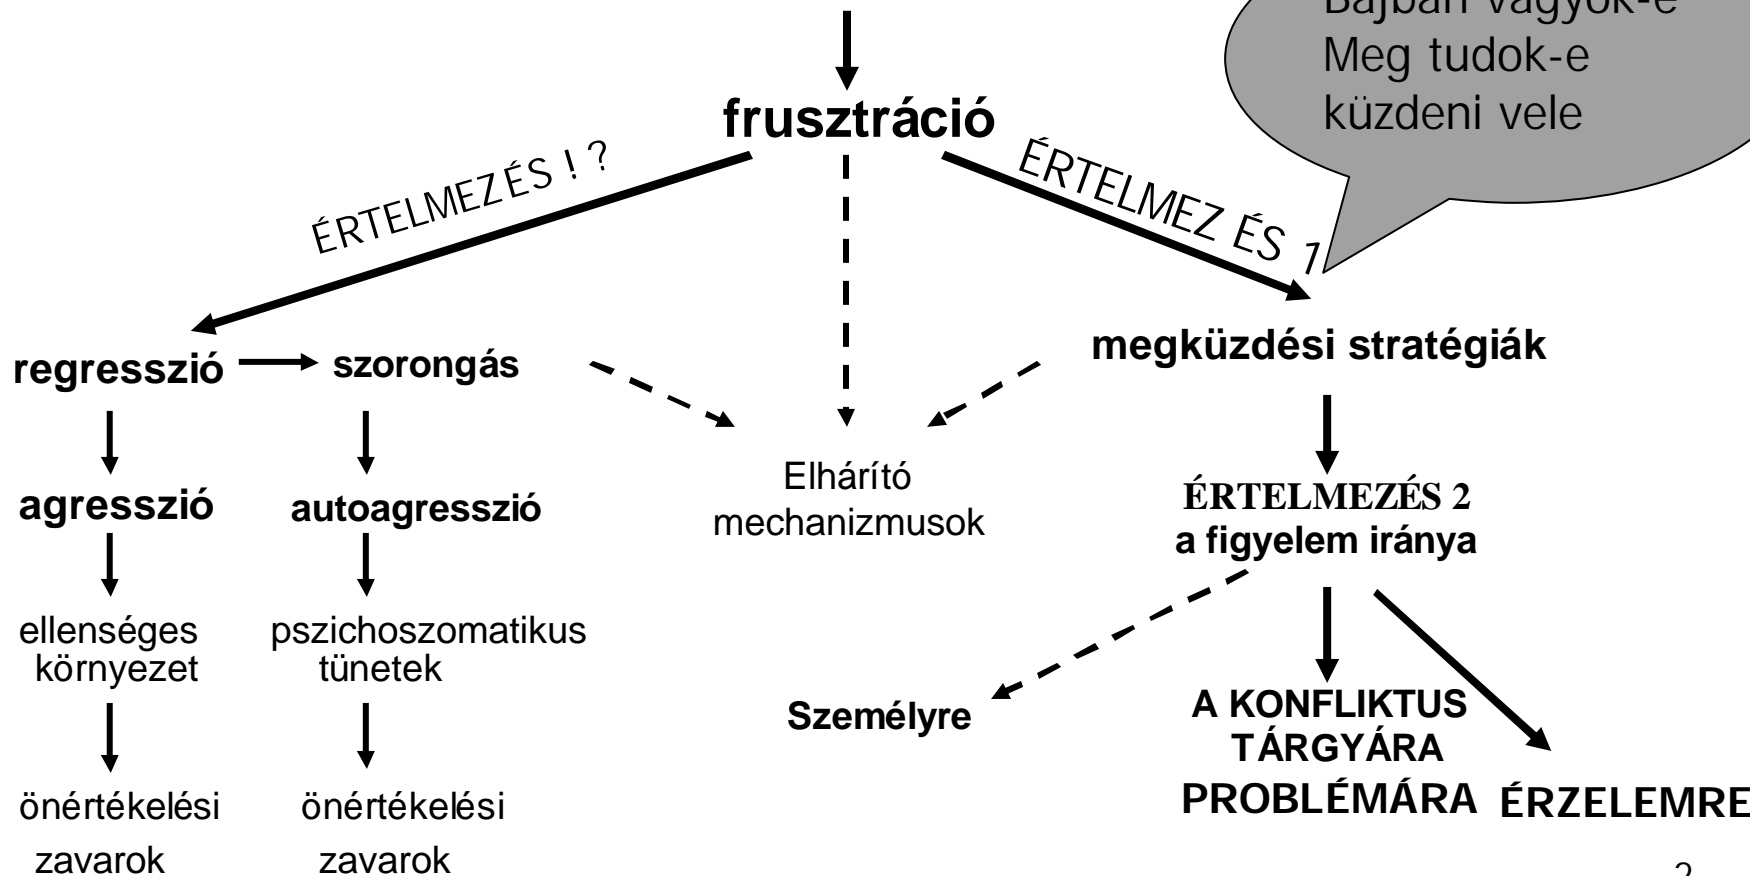 Bajban vagyok-e
Meg tudok-e
küzdeni vele
frusztráció
ÉRTELMEZÉS ! ?
ÉRTELMEZ ÉS 1
regresszió
szorongás
megküzdési stratégiák
agresszió
autoagresszió
Elhárító
mechanizmusok
ÉRTELMEZÉS 2
a figyelem iránya
ellenséges
környezet
pszichoszomatikus
tünetek
Személyre
A KONFLIKTUS
TÁRGYÁRA
PROBLÉMÁRA
ÉRZELEMRE
önértékelési
zavarok
önértékelési
zavarok
2